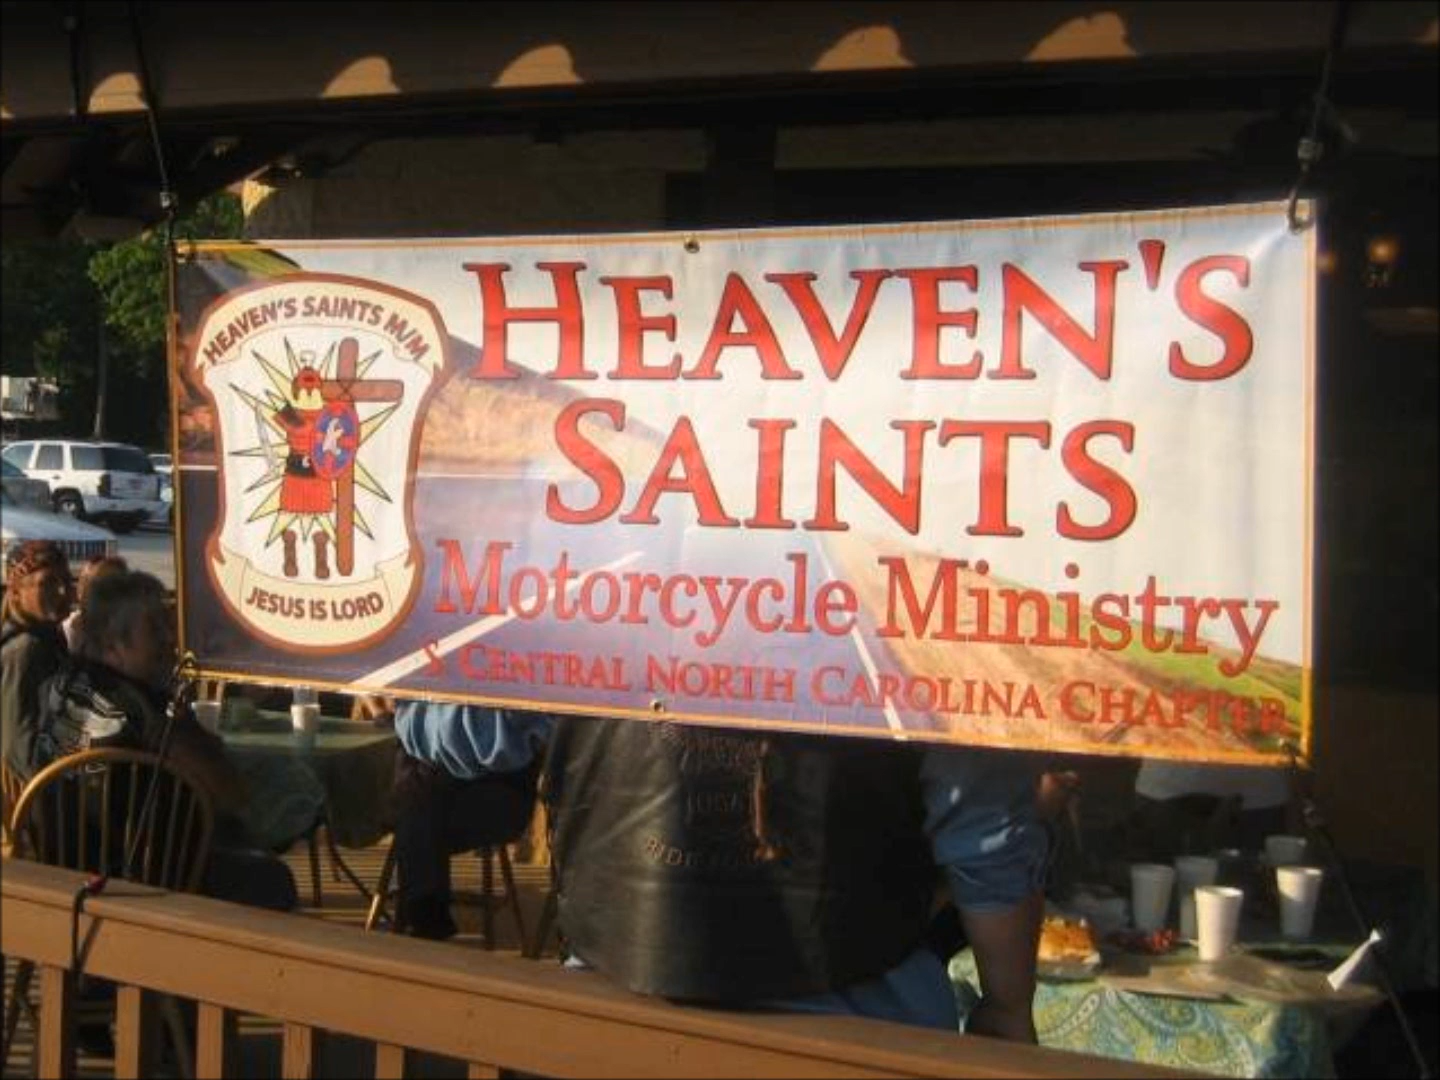 HEAVEN'S SAINTS M/M
JESUS IS LORD
HEAVEN'S
SAINTS
Motorcycle Ministry
S CENTRAL NORTH CAROLINA CHAPTER